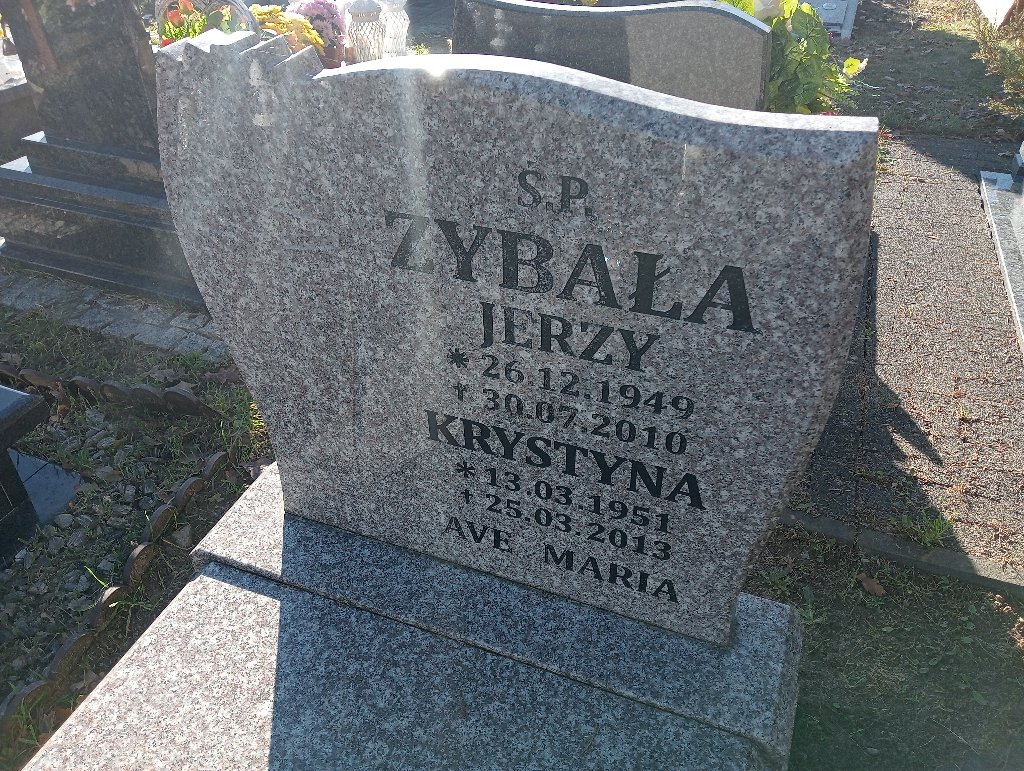 S.P.
ZYBAŁA
JERZY
* 26.12.1949
† 30.07.2010
KRYSTYNA
* 13.03.1951
† 25.03.2013
AVE MARIA